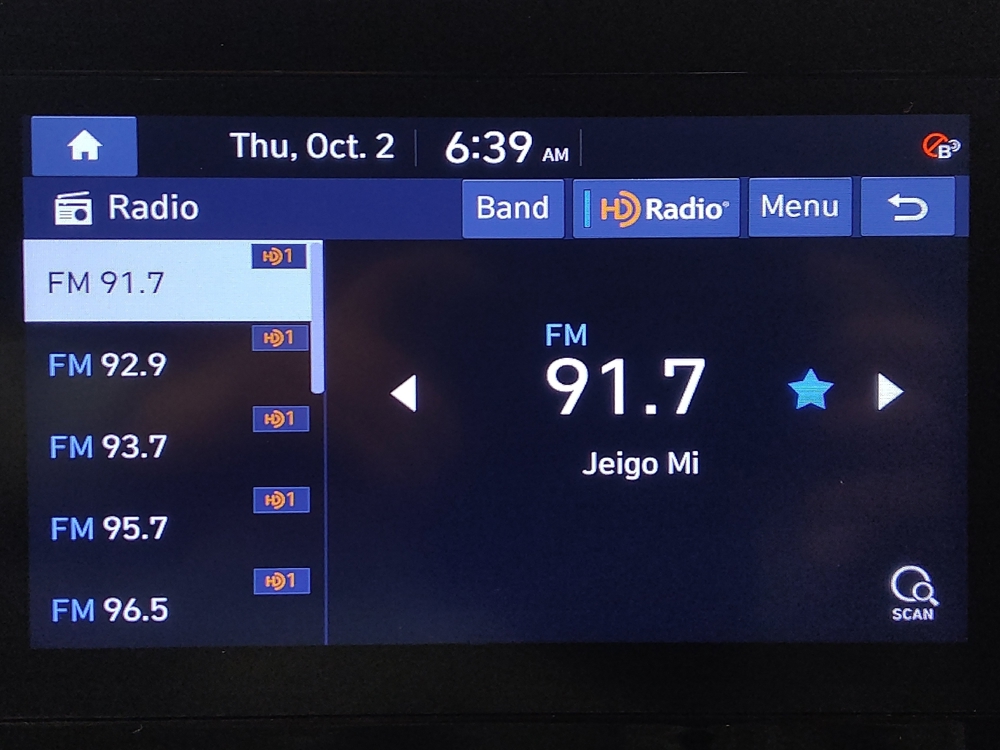 Thu, Oct. 2 6:39 AM B
Radio Band HD Radio® Menu
FM 91.7 HD1
FM 92.9 HD1
FM 93.7 HD1
FM 95.7 HD1
FM 96.5 HD1
FM
91.7
Jeigo Mi
SCAN